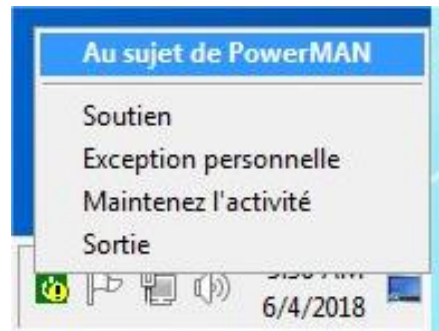 Au sujet de PowerMAN
Soutien
Exception personnelle
Maintenez l'activité
Sortie
6/4/2018